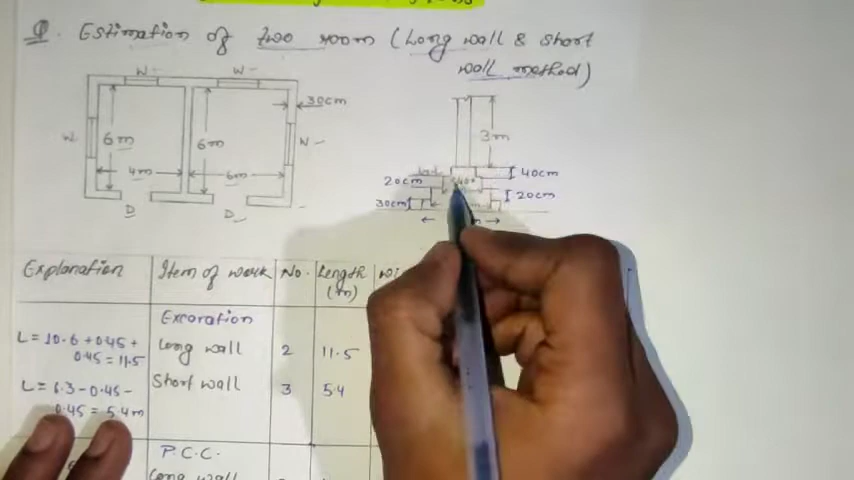 Q. Estimation of two room (Long wall & short
wall method)
W W
30cm
3m
W 6m 6m W
40cm
4m 6m
20cm 40
20cm
30cm
D D
Explanation Item of work No. Length
(m)
Excavation
L = 10.6 + 0.45 +
0.45 = 11.5
Long wall 2 11.5
L = 6.3 - 0.45 -
0.45 = 5.4m
Short wall 3 5.4
P.C.C.
Long wall